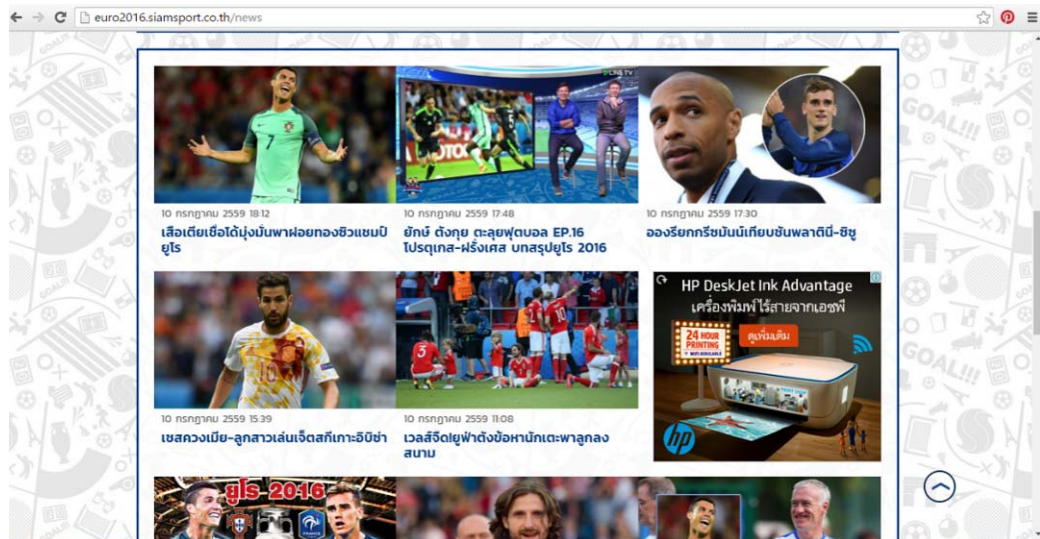 euro2016.siamsport.co.th/news
LINE TV
10 กรกฎาคม 2559 18:12
เสือเตียเชื่อโด้มุ่งมั่นพาฝอยทองซิวแชมป์
ยูโร
10 กรกฎาคม 2559 17:48
ยักษ์ ตังกุย ตะลุยฟุตบอล EP.16
โปรตุเกส-ฝรั่งเศส บทสรุปยูโร 2016
10 กรกฎาคม 2559 17:30
อองรียกกรีซมันน์เทียบชั้นพลาตินี-ซิซู
10 กรกฎาคม 2559 15:39
เชสควงเมีย-ลูกสาวเล่นเจ็ตสกีเกาะอิบิซ่า
10 กรกฎาคม 2559 11:08
เวลส์จี๊ด!ยูฟ่าตั้งข้อหานักเตะพาลูกลง
สนาม
HP DeskJet Ink Advantage
เครื่องพิมพ์ไร้สายจากเอชพี
24 HOUR
PRINTING
ดูเพิ่มเติม
hp
ยูโร 2016
FRANCE
GOAL!!!
GOAL!!!